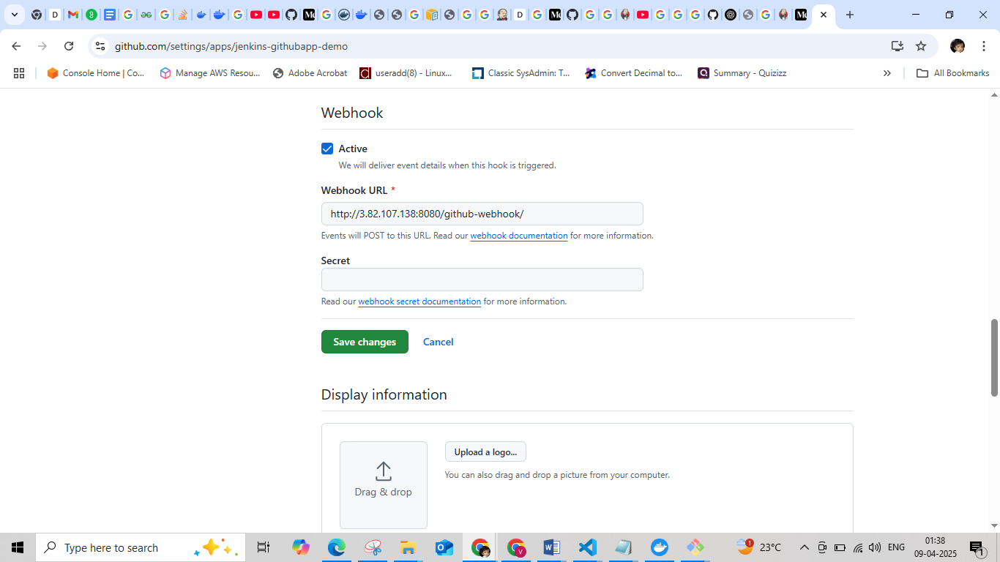 github.com/settings/apps/jenkins-githubapp-demo
Console Home | Co...
Manage AWS Resou...
Adobe Acrobat
useradd(8) - Linux...
Classic SysAdmin: T...
Convert Decimal to...
Summary - Quizizz
All Bookmarks
Webhook
Active
We will deliver event details when this hook is triggered.
Webhook URL *
http://3.82.107.138:8080/github-webhook/
Events will POST to this URL. Read our webhook documentation for more information.
Secret
Read our webhook secret documentation for more information.
Save changes
Cancel
Display information
Upload a logo...
You can also drag and drop a picture from your computer.
Drag & drop
Type here to search
23°C
ENG
01:38
09-04-2025